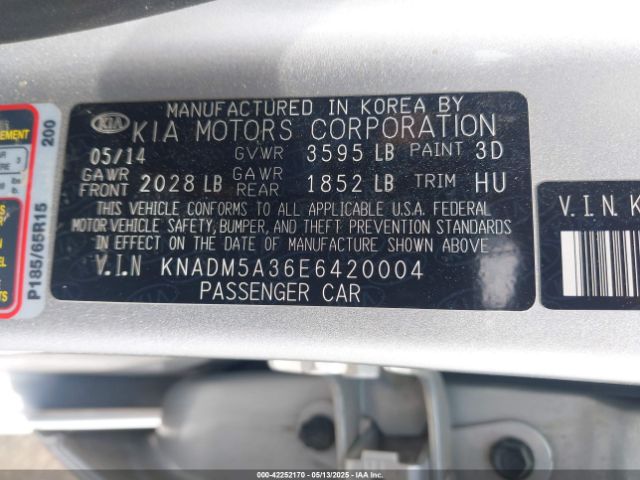 MANUFACTURED IN KOREA BY
KIA KIA MOTORS CORPORATION
05/14 GVWR 3595 LB PAINT 3D
GAWR FRONT 2028 LB GAWR REAR 1852 LB TRIM HU
THIS VEHICLE CONFORMS TO ALL APPLICABLE U.S.A. FEDERAL
MOTOR VEHICLE SAFETY, BUMPER, AND THEFT PREVENTION STANDARDS
IN EFFECT ON THE DATE OF MANUFACTURE SHOWN ABOVE.
V.I.N KNADM5A36E6420004
PASSENGER CAR
V.I.N. K
P185/65R15
200
00-42252170 - 05/13/2025 - IAAI.COM